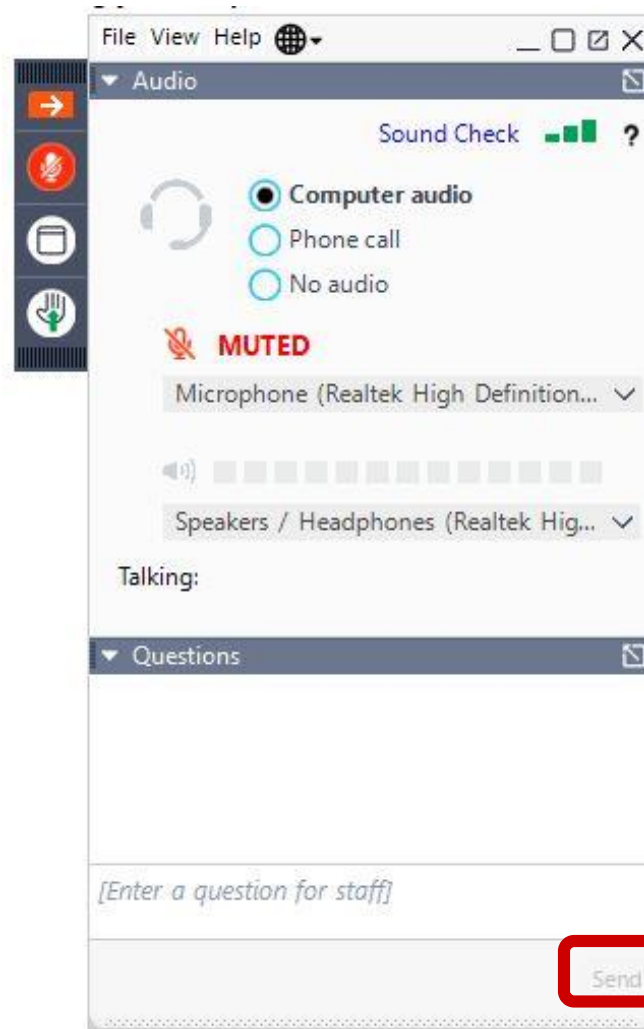 File View Help
Audio
Sound Check ?
Computer audio
Phone call
No audio
MUTED
Microphone (Realtek High Definition...
Speakers / Headphones (Realtek Hig...
Talking:
Questions
[Enter a question for staff]
Send